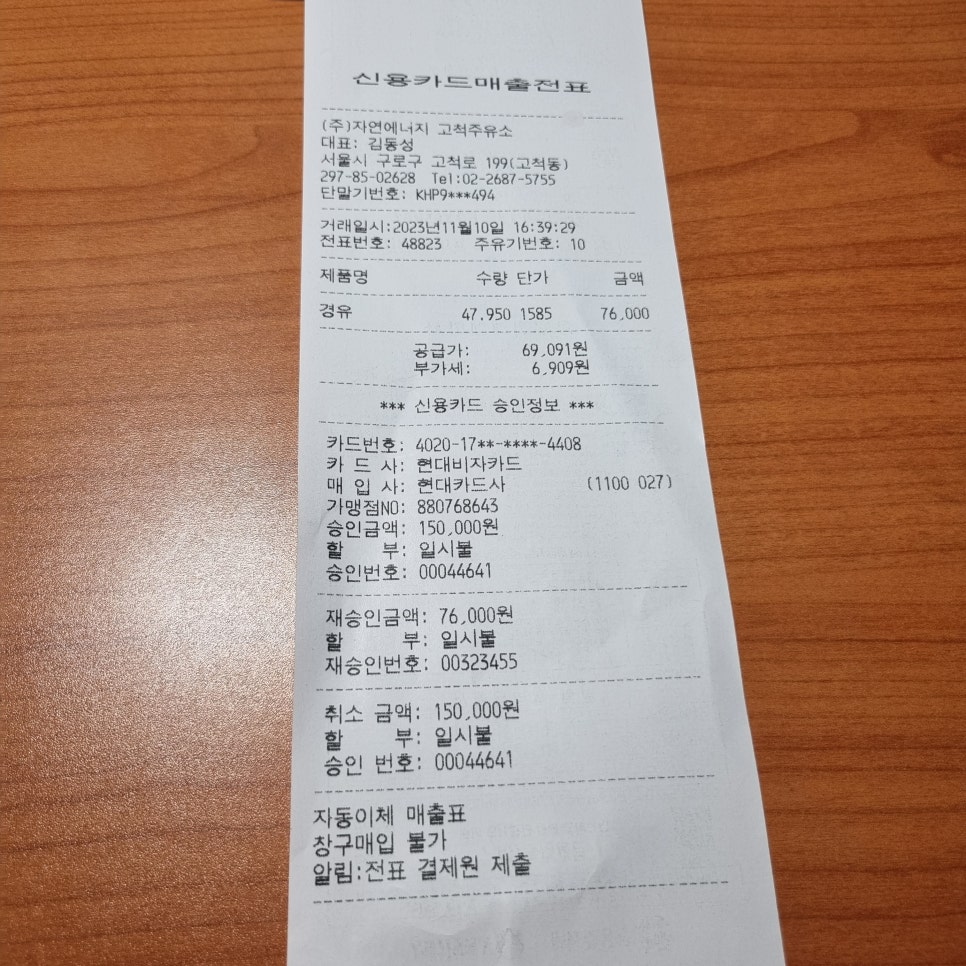 신용카드매출전표
(주)자연에너지 고척주유소
대표: 김동성
서울시 구로구 고척로 199(고척동)
297-85-02628 Tel:02-2687-5755
단말기번호: KHP9***494
거래일시:2023년11월10일 16:39:29
전표번호: 48823 주유기번호: 10
제품명 수량 단가 금액
경유 47.950 1585 76,000
공급가: 69,091원
부가세: 6,909원
*** 신용카드 승인정보 ***
카드번호: 4020-17**-****-4408
카 드 사: 현대비자카드
매 입 사: 현대카드사 (1100 027)
가맹점NO: 880768643
승인금액: 150,000원
할 부: 일시불
승인번호: 00044641
재승인금액: 76,000원
할 부: 일시불
재승인번호: 00323455
취소 금액: 150,000원
할 부: 일시불
승인 번호: 00044641
자동이체 매출표
창구매입 불가
알림:전표 결제원 제출